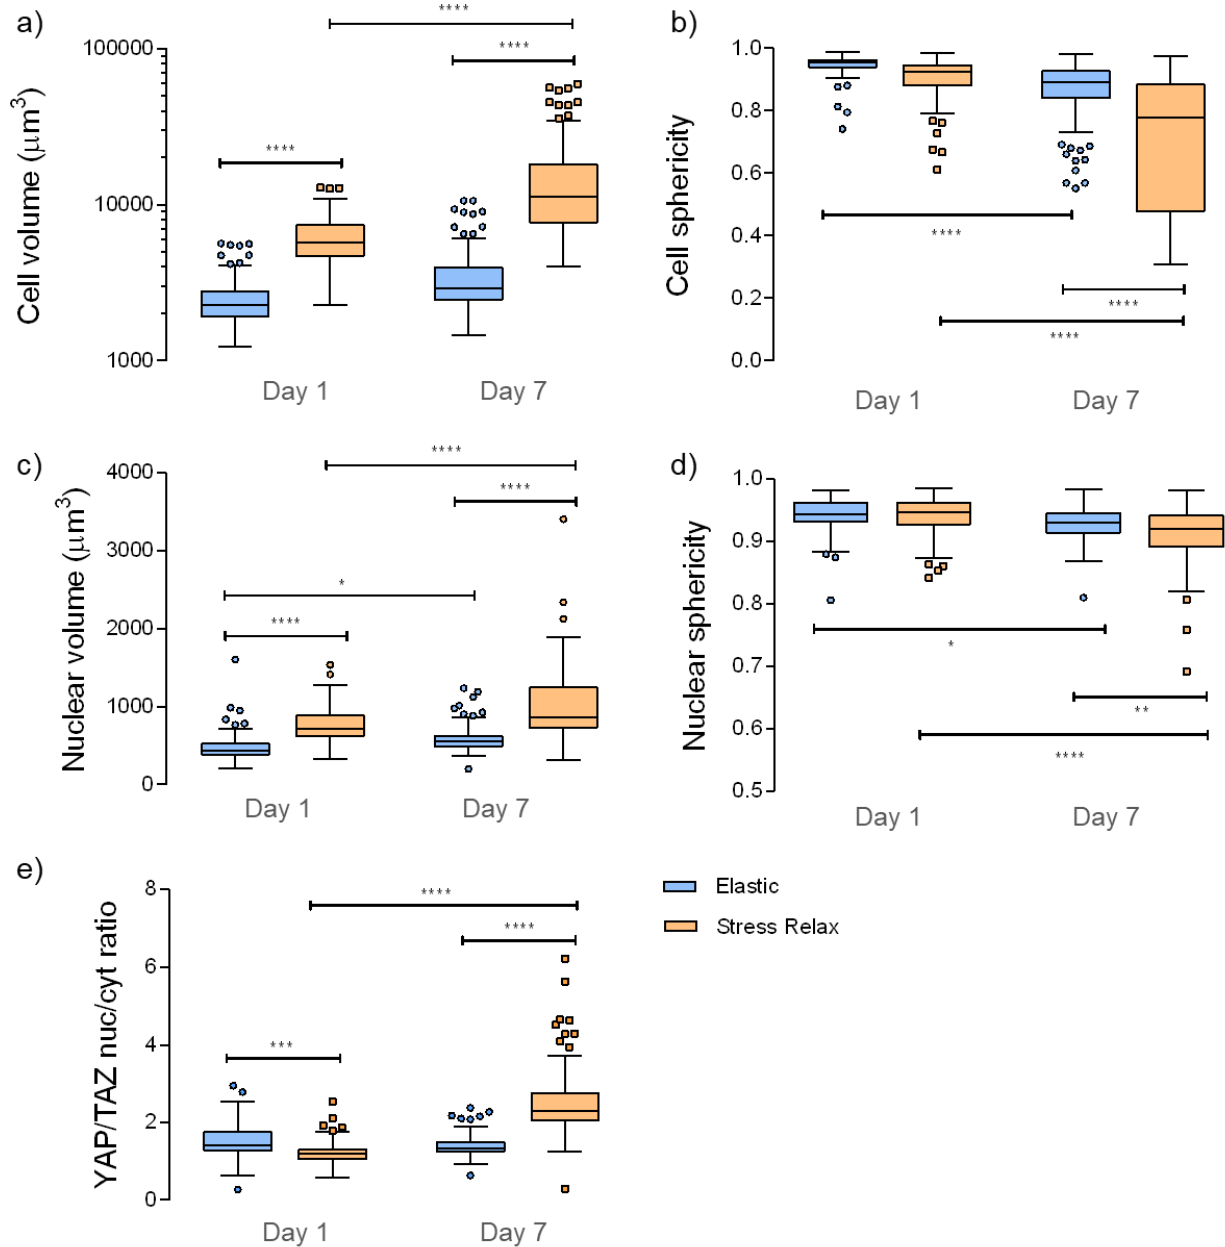 a)
****
****
****
100000
10000
1000
Cell volume (μm³)
Day 1
Day 7
b)
1.0
0.8
0.6
0.4
0.2
0.0
Cell sphericity
****
****
****
Day 1
Day 7
c)
****
****
*
****
4000
3000
2000
1000
0
Nuclear volume (μm³)
Day 1
Day 7
d)
1.0
0.9
0.8
0.7
0.6
0.5
Nuclear sphericity
*
**
****
Day 1
Day 7
e)
****
****
***
8
6
4
2
0
YAP/TAZ nuc/cyt ratio
Day 1
Day 7
Elastic
Stress Relax